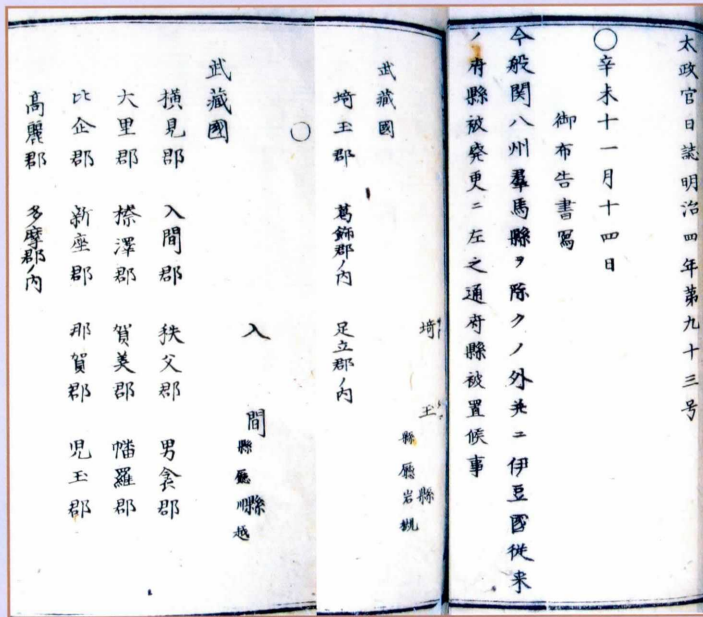 太政官日誌明治四年第九十三号
〇辛未十一月十四日
御布告書寫
今般関八州羣馬縣ヲ除クノ外並ニ伊豆國従来
ノ府縣被廃更ニ左之通府縣被置候事
埼玉縣 縣廳岩槻
武藏國
埼玉郡 葛飾郡ノ内 足立郡ノ内
〇
入間縣 縣廳川越
武藏國
横見郡 入間郡 秩父郡 男衾郡
大里郡 榛澤郡 賀美郡 幡羅郡
比企郡 新座郡 那賀郡 児玉郡
高麗郡 多摩郡ノ内